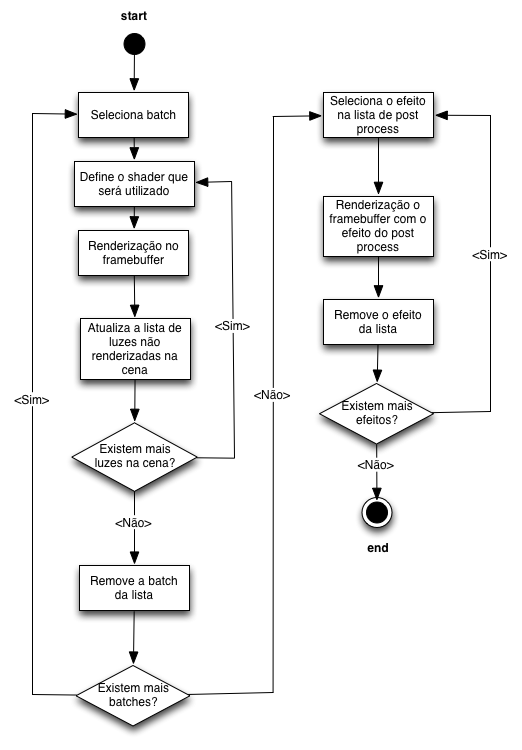 start
Seleciona batch
Define o shader que
será utilizado
Renderização no
framebuffer
Atualiza a lista de
luzes não
renderizadas na
cena
<Sim>
<Sim>
Existem mais
luzes na cena?
<Não>
Remove a batch
da lista
Existem mais
batches?
<Não>
Seleciona o efeito
na lista de post
process
Renderização o
framebuffer com o
efeito do post
process
<Sim>
Remove o efeito
da lista
Existem mais
efeitos?
<Não>
end